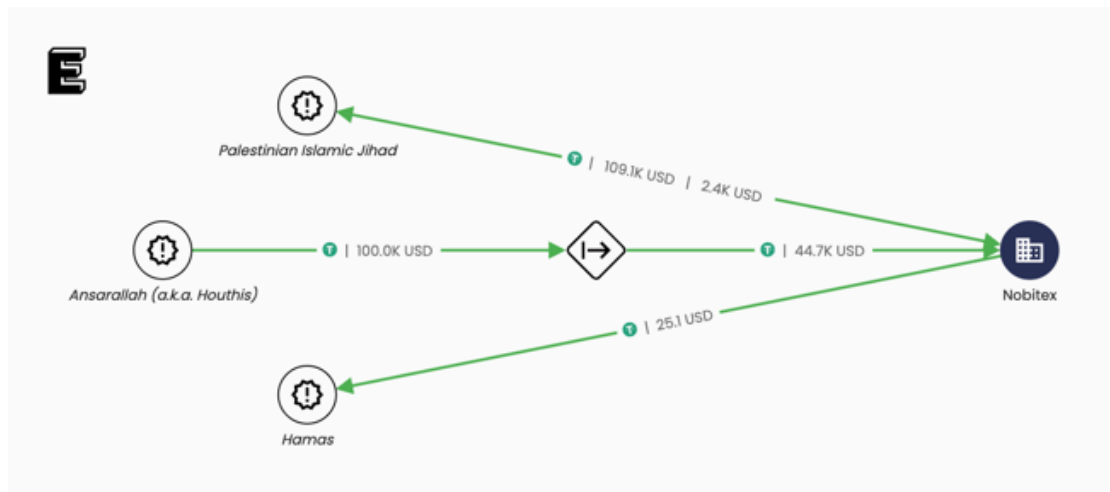 E
Palestinian Islamic Jihad
T | 109.1K USD | 2.4K USD
Ansarallah (a.k.a. Houthis)
T | 100.0K USD
T | 44.7K USD
Nobitex
T | 25.1 USD
Hamas